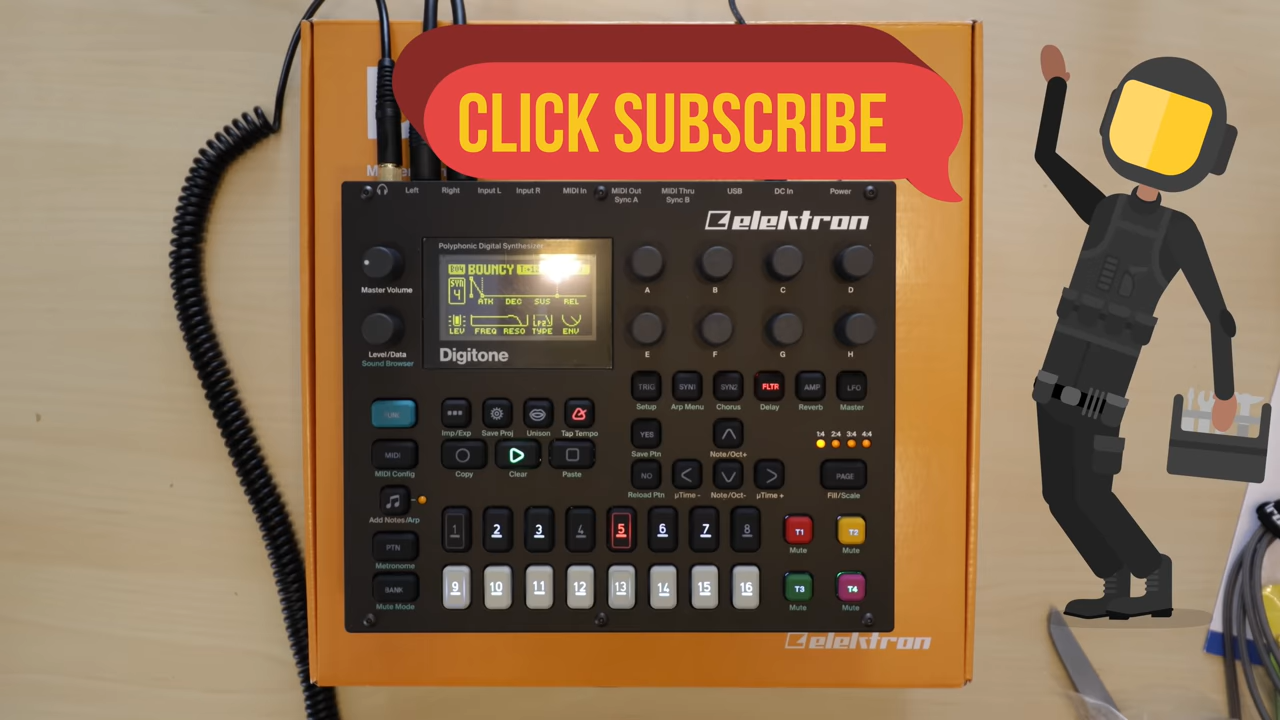 CLICK SUBSCRIBE
Left Right Input L Input R MIDI In MIDI Out MIDI Thru USB DC In Power
Sync A Sync B
elektron
Polyphonic Digital Synthesizer
BOUNCY
SYN
4
ATK DEC SUS REL
LEV FREQ RESO TYPE ENV
Digitone
Master Volume
A B C D
Level/Data
Sound Browser
E F G H
TRIG SYN1 SYN2 FLTR AMP LFO
Setup Arp Menu Chorus Delay Reverb Master
FUNC
Imp/Exp Save Proj Unison Tap Tempo
YES
Save Ptn Note/Oct+
1:4 2:4 3:4 4:4
MIDI
MIDI Config
Copy Clear Paste
NO PAGE
Reload Ptn μTime - Note/Oct- μTime + Fill/Scale
Add Notes/Arp
1 2 3 4 5 6 7 8 T1 T2
Mute Mute
PTN
Metronome
BANK
Mute Mode
9 10 11 12 13 14 15 16 T3 T4
Mute Mute
elektron